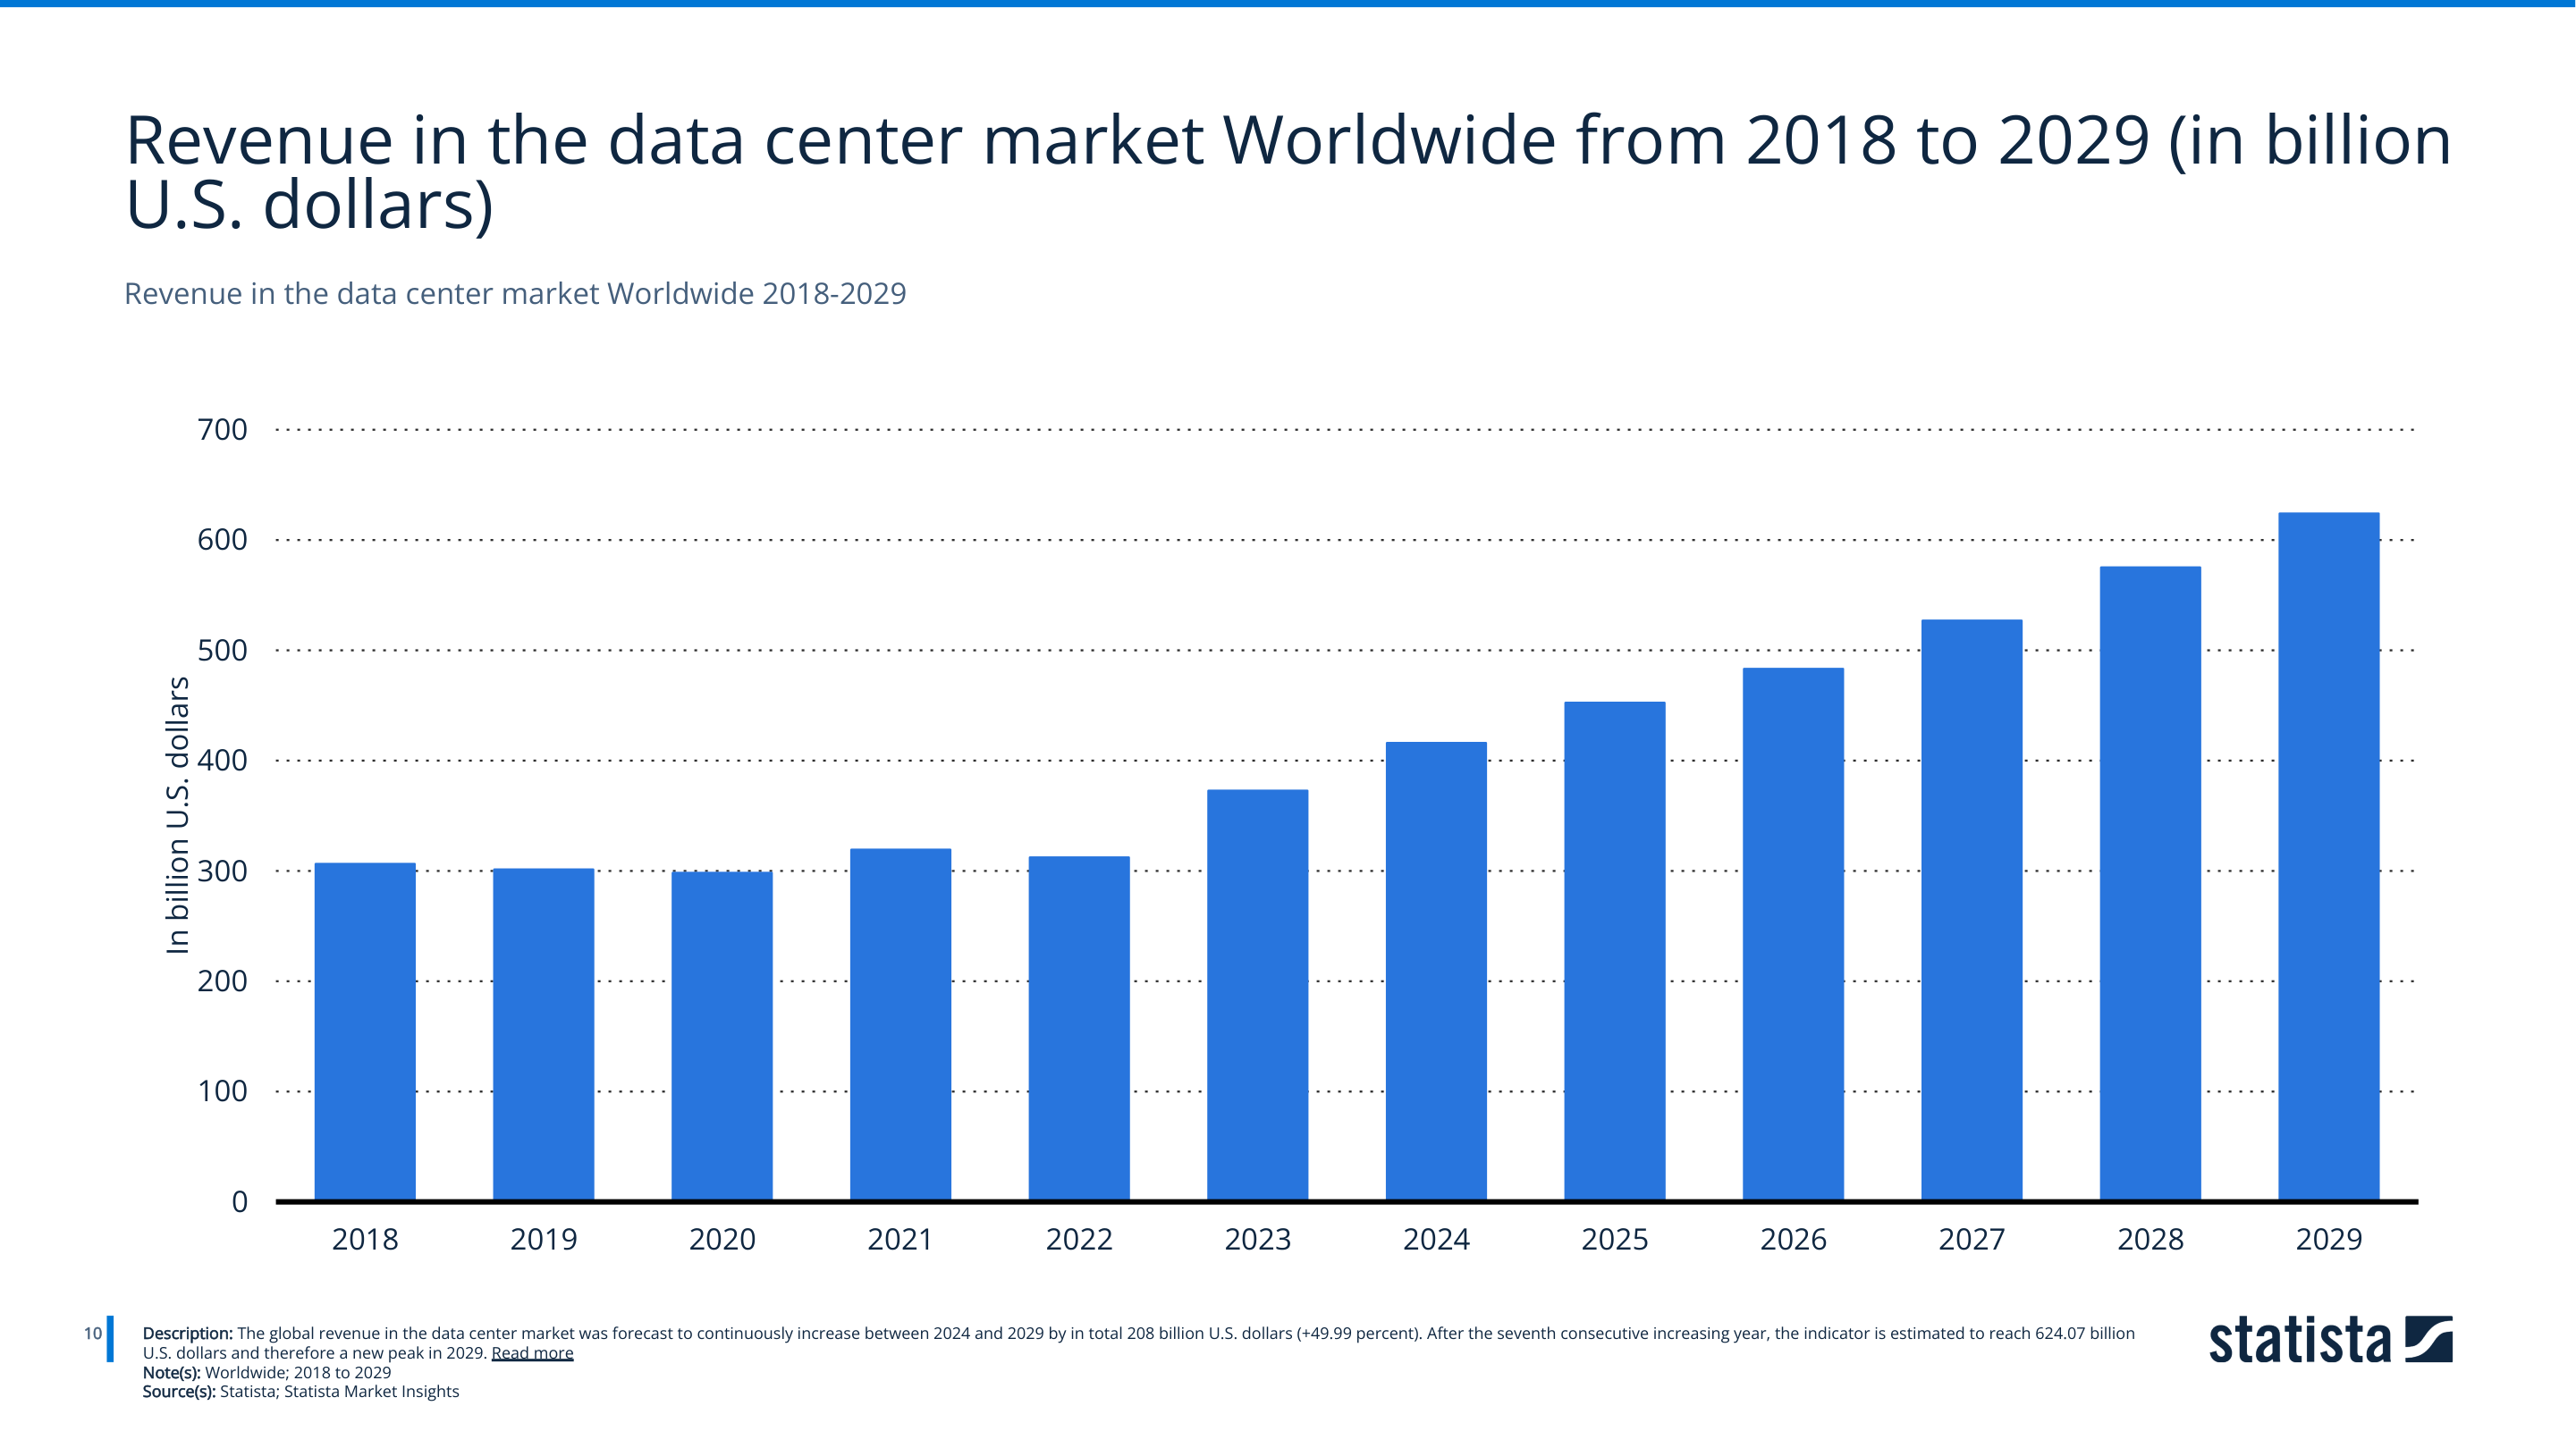 Revenue in the data center market Worldwide from 2018 to 2029 (in billion
U.S. dollars)
Revenue in the data center market Worldwide 2018-2029
In billion U.S. dollars
700
600
500
400
300
200
100
0
2018 2019 2020 2021 2022 2023 2024 2025 2026 2027 2028 2029
10
Description: The global revenue in the data center market was forecast to continuously increase between 2024 and 2029 by in total 208 billion U.S. dollars (+49.99 percent). After the seventh consecutive increasing year, the indicator is estimated to reach 624.07 billion
U.S. dollars and therefore a new peak in 2029. Read more
Note(s): Worldwide; 2018 to 2029
Source(s): Statista; Statista Market Insights
statista